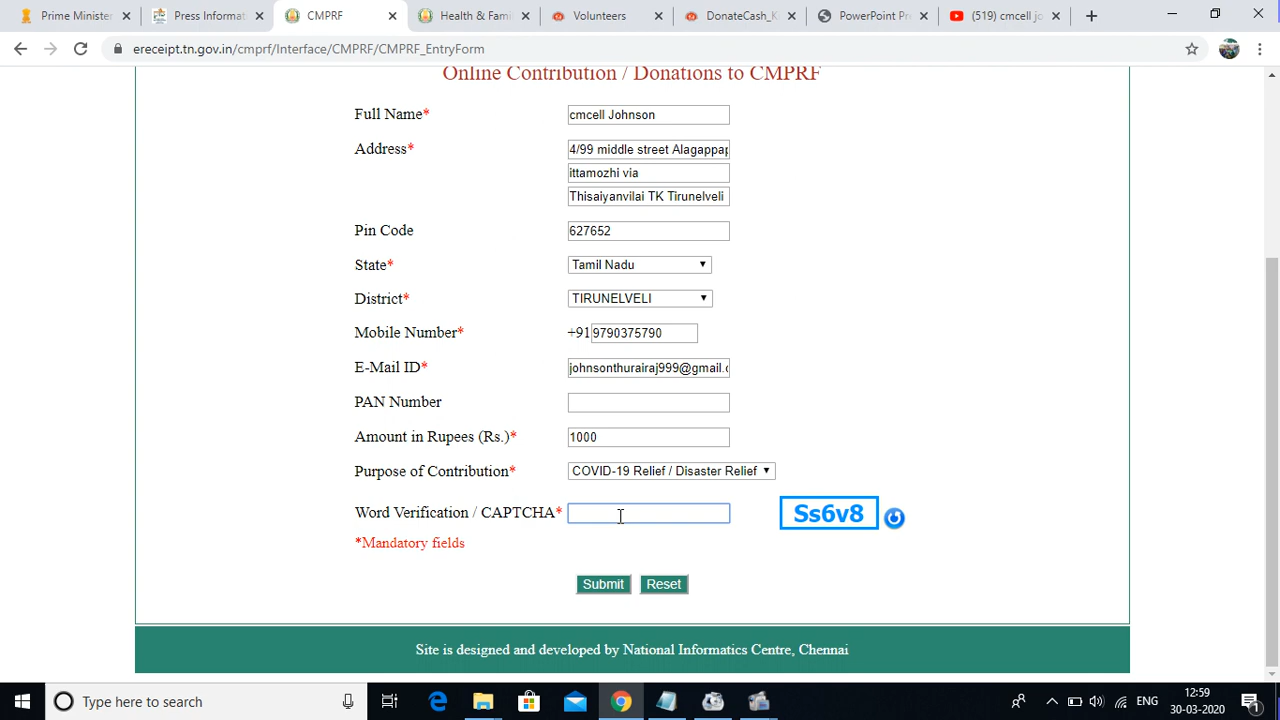 Prime Minister
Press Informat
CMPRF
Health & Fami
Volunteers
DonateCash_K
PowerPoint Pr
(519) cmcell jo
ereceipt.tn.gov.in/cmprf/Interface/CMPRF/CMPRF_EntryForm
Online Contribution / Donations to CMPRF
Full Name* cmcell Johnson
Address* 4/99 middle street Alagappap
ittamozhi via
Thisaiyanvilai TK Tirunelveli
Pin Code 627652
State* Tamil Nadu
District* TIRUNELVELI
Mobile Number* +91 9790375790
E-Mail ID* johnsonthurairaj999@gmail.c
PAN Number
Amount in Rupees (Rs.)* 1000
Purpose of Contribution* COVID-19 Relief / Disaster Relief
Word Verification / CAPTCHA* Ss6v8
*Mandatory fields
Submit Reset
Site is designed and developed by National Informatics Centre, Chennai
Type here to search
ENG
12:59
30-03-2020
1